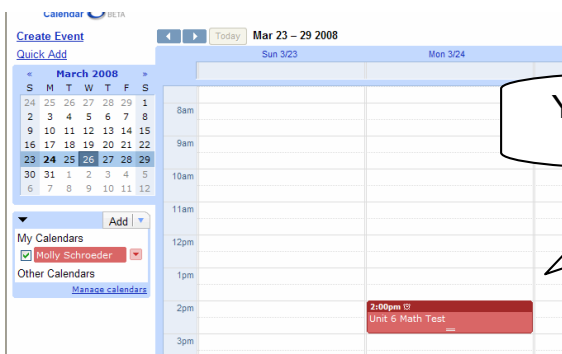 Calendar BETA
Create Event
Quick Add
Today Mar 23 – 29 2008
« March 2008 »
S M T W T F S
24 25 26 27 28 29 1
2 3 4 5 6 7 8
9 10 11 12 13 14 15
16 17 18 19 20 21 22
23 24 25 26 27 28 29
30 31 1 2 3 4 5
6 7 8 9 10 11 12
Add
My Calendars
Molly Schroeder
Other Calendars
Manage calendars
Sun 3/23 Mon 3/24
8am
9am
10am
11am
12pm
1pm
2pm
3pm
2:00pm
Unit 6 Math Test
Y